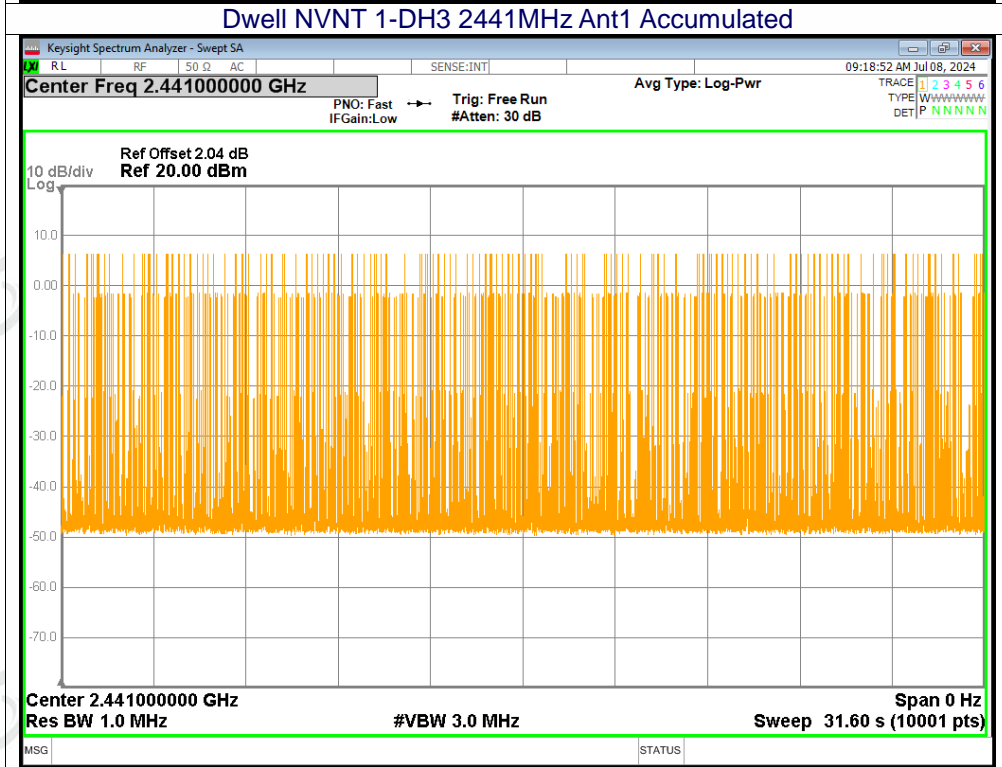 Dwell NVNT 1-DH3 2441MHz Ant1 Accumulated
Keysight Spectrum Analyzer - Swept SA
LXI RL RF 50 Ω AC SENSE:INT 09:18:52 AM Jul 08, 2024
Center Freq 2.441000000 GHz Avg Type: Log-Pwr TRACE 1 2 3 4 5 6
PNO: Fast Trig: Free Run TYPE WWWWWWW
IFGain:Low #Atten: 30 dB DET P N N N N N
Ref Offset 2.04 dB
10 dB/div Ref 20.00 dBm
Log
10.0
0.00
-10.0
-20.0
-30.0
-40.0
-50.0
-60.0
-70.0
Center 2.441000000 GHz Span 0 Hz
Res BW 1.0 MHz #VBW 3.0 MHz Sweep 31.60 s (10001 pts)
MSG STATUS